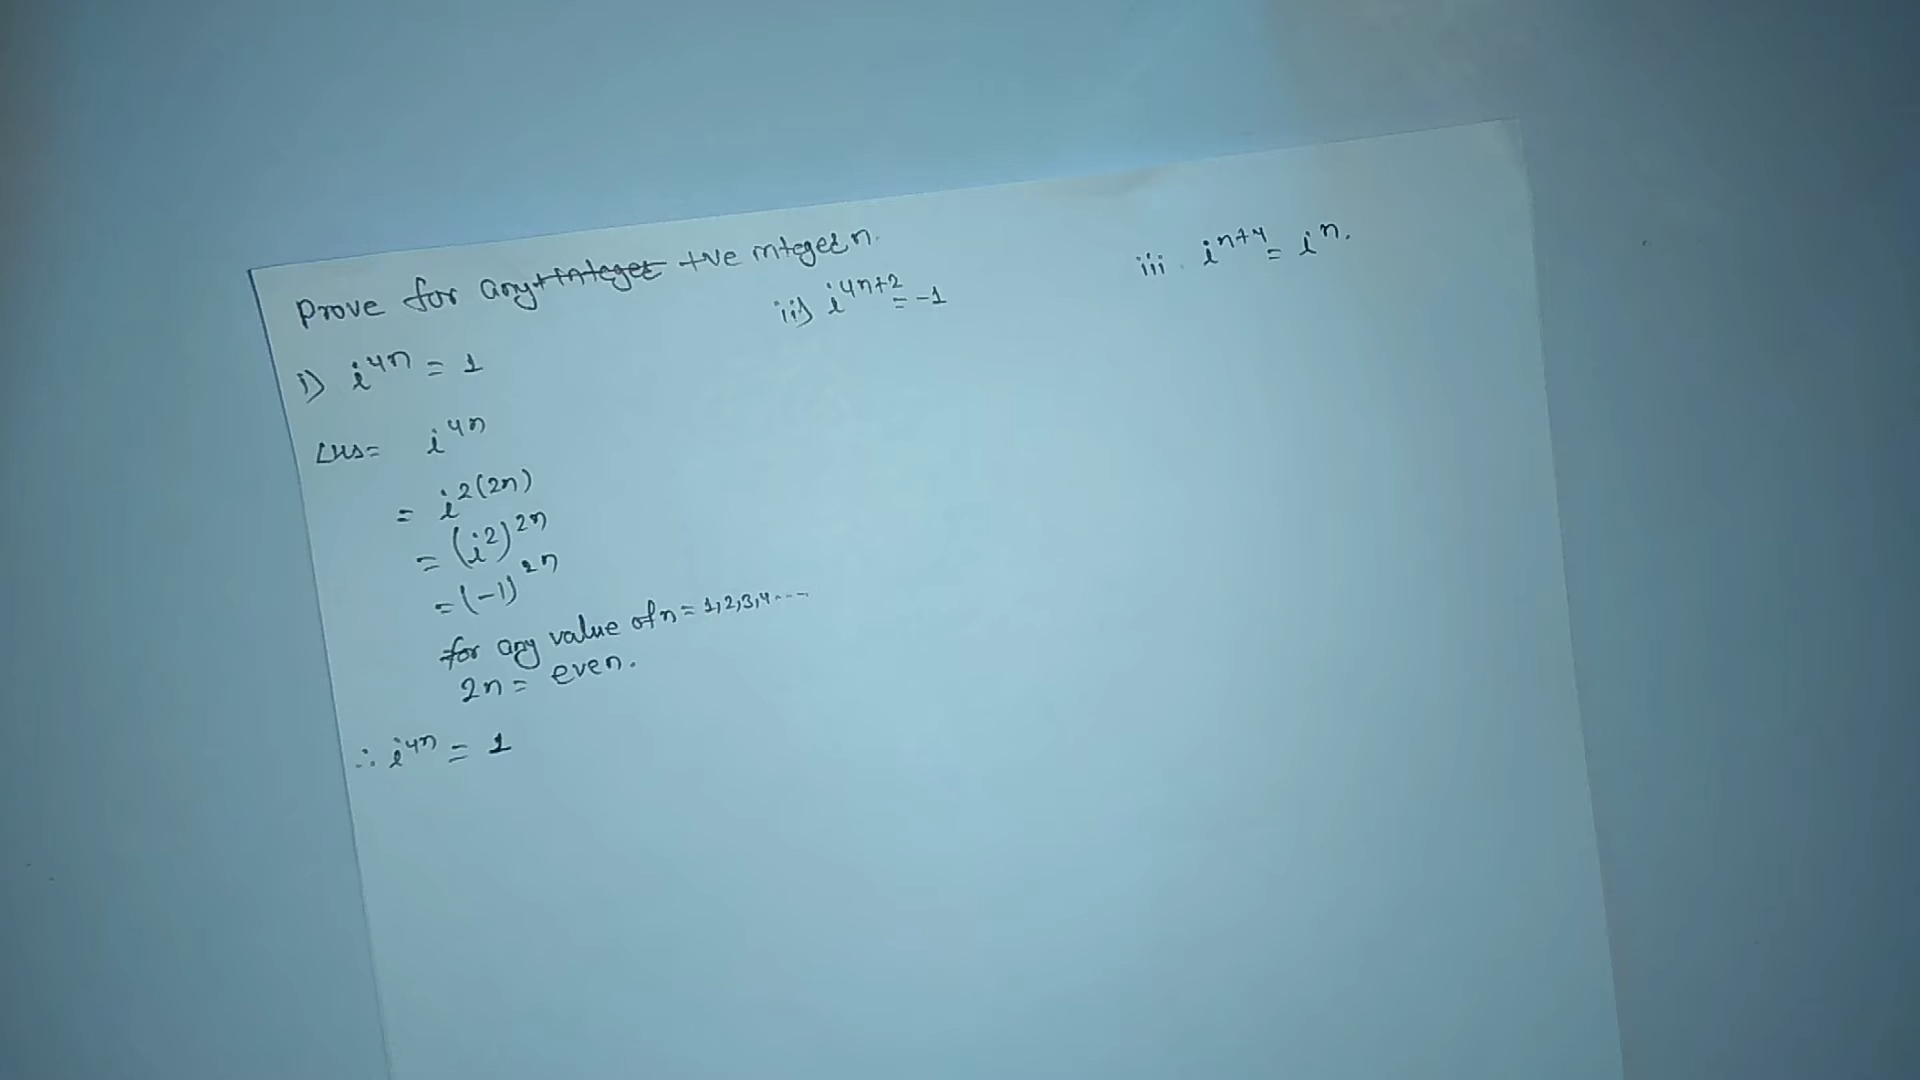 Prove for any +integer +ve integer n.
i) i^4n = 1
ii) i^4n+2 = -1
iii. i^n+4 = i^n.
LHS= i^4n
= i^2(2n)
= (i^2)^2n
= (-1)^2n
for any value of n = 1,2,3,4....
2n = even.
∴ i^4n = 1